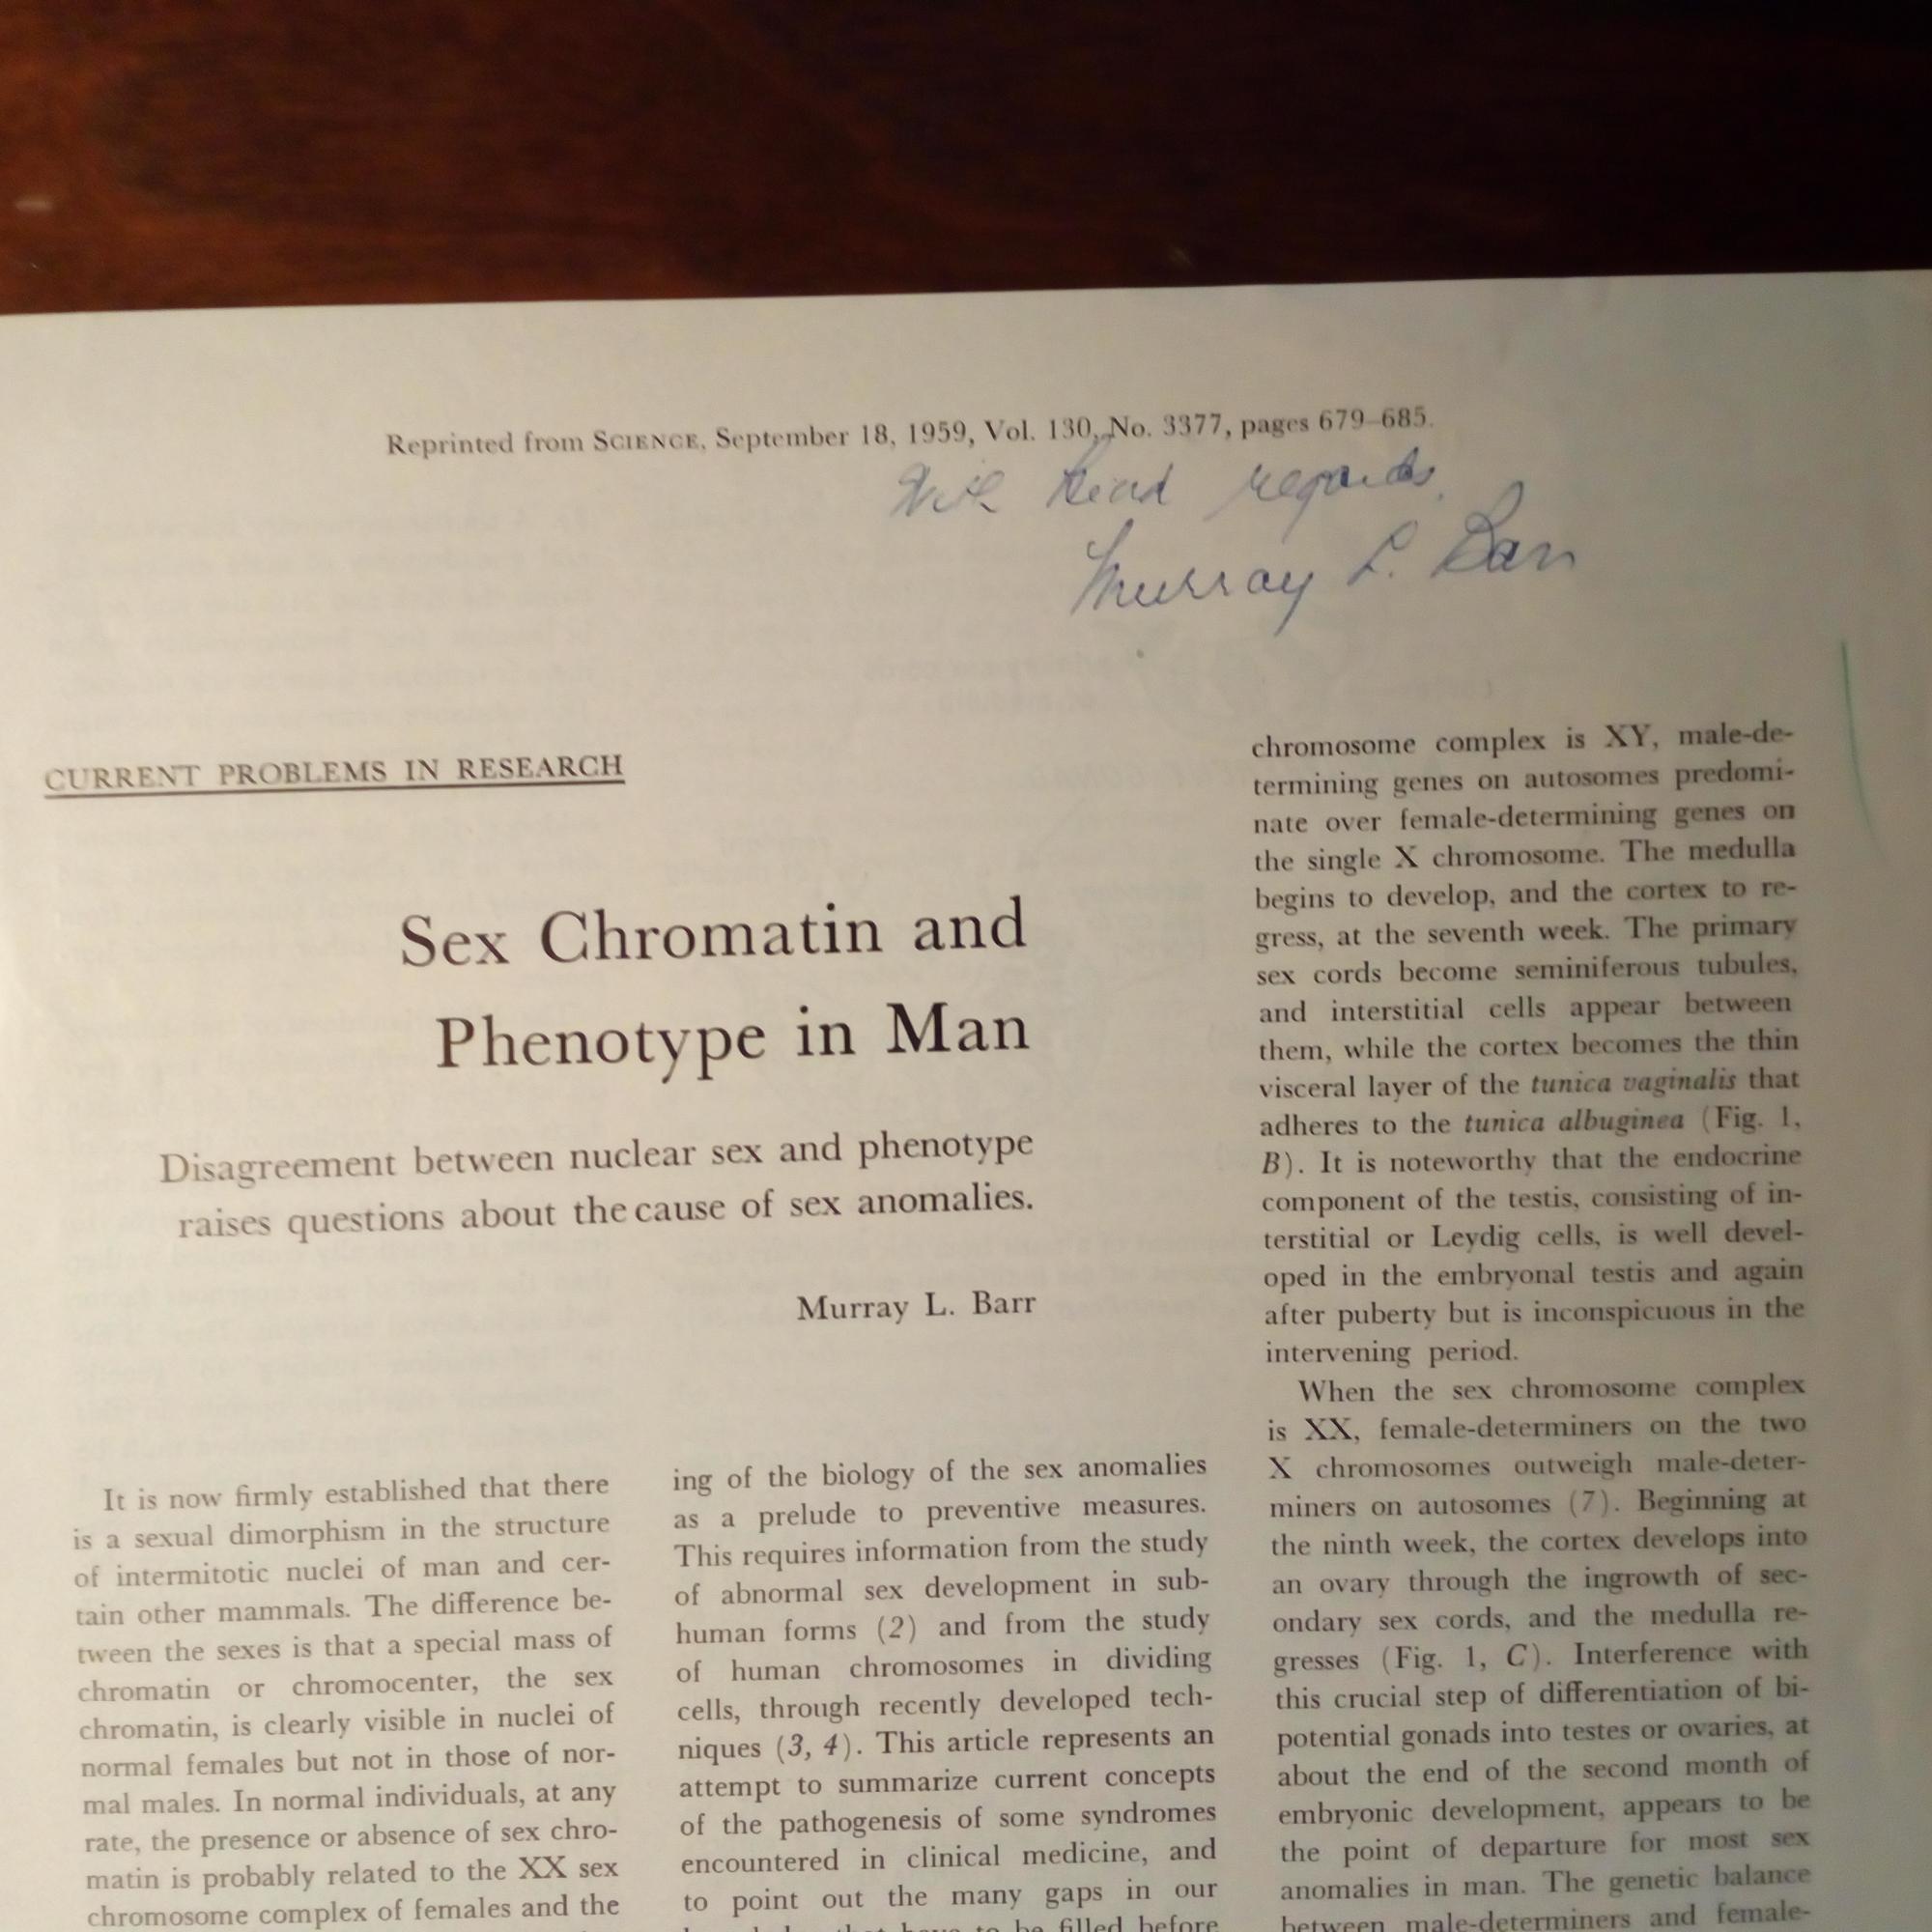 Reprinted from SCIENCE, September 18, 1959, Vol. 130, No. 3377, pages 679–685.
With kind regards,
Murray L. Barr
CURRENT PROBLEMS IN RESEARCH
Sex Chromatin and
Phenotype in Man
Disagreement between nuclear sex and phenotype
raises questions about the cause of sex anomalies.
Murray L. Barr
It is now firmly established that there
is a sexual dimorphism in the structure
of intermitotic nuclei of man and cer-
tain other mammals. The difference be-
tween the sexes is that a special mass of
chromatin or chromocenter, the sex
chromatin, is clearly visible in nuclei of
normal females but not in those of nor-
mal males. In normal individuals, at any
rate, the presence or absence of sex chro-
matin is probably related to the XX sex
chromosome complex of females and the
ing of the biology of the sex anomalies
as a prelude to preventive measures.
This requires information from the study
of abnormal sex development in sub-
human forms (2) and from the study
of human chromosomes in dividing
cells, through recently developed tech-
niques (3, 4). This article represents an
attempt to summarize current concepts
of the pathogenesis of some syndromes
encountered in clinical medicine, and
to point out the many gaps in our
that have to be filled before
chromosome complex is XY, male-de-
termining genes on autosomes predomi-
nate over female-determining genes on
the single X chromosome. The medulla
begins to develop, and the cortex to re-
gress, at the seventh week. The primary
sex cords become seminiferous tubules,
and interstitial cells appear between
them, while the cortex becomes the thin
visceral layer of the tunica vaginalis that
adheres to the tunica albuginea (Fig. 1,
B). It is noteworthy that the endocrine
component of the testis, consisting of in-
terstitial or Leydig cells, is well devel-
oped in the embryonal testis and again
after puberty but is inconspicuous in the
intervening period.
When the sex chromosome complex
is XX, female-determiners on the two
X chromosomes outweigh male-deter-
miners on autosomes (7). Beginning at
the ninth week, the cortex develops into
an ovary through the ingrowth of sec-
ondary sex cords, and the medulla re-
gresses (Fig. 1, C). Interference with
this crucial step of differentiation of bi-
potential gonads into testes or ovaries, at
about the end of the second month of
embryonic development, appears to be
the point of departure for most sex
anomalies in man. The genetic balance
between male-determiners and female-